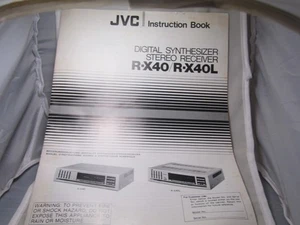 JVC
Instruction Book
DIGITAL SYNTHESIZER
STEREO RECEIVER
R-X40/R-X40L
WARNING: TO PREVENT FIRE
OR SHOCK HAZARD, DO NOT
EXPOSE THIS APPLIANCE TO
RAIN OR MOISTURE.